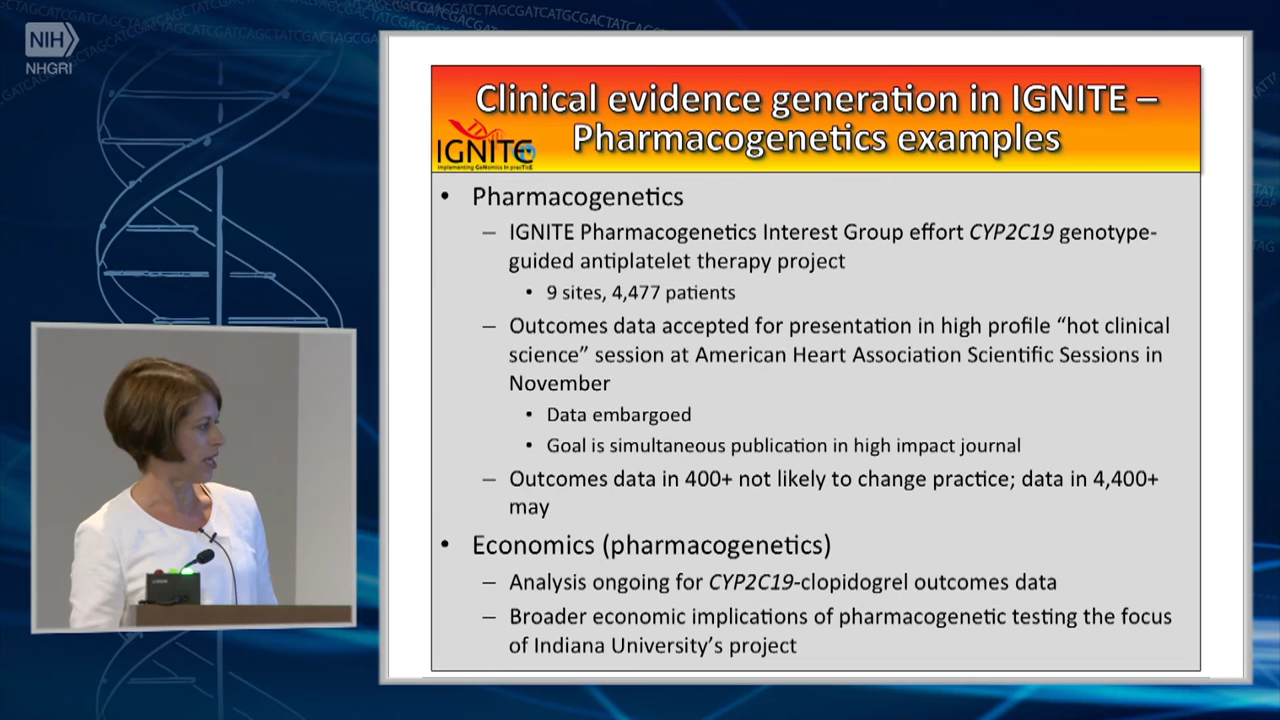 NIH
NHGRI
Clinical evidence generation in IGNITE –
Pharmacogenetics examples
IGNITE
Implementing GeNomics In pracTicE
• Pharmacogenetics
– IGNITE Pharmacogenetics Interest Group effort CYP2C19 genotype-
guided antiplatelet therapy project
• 9 sites, 4,477 patients
– Outcomes data accepted for presentation in high profile “hot clinical
science” session at American Heart Association Scientific Sessions in
November
• Data embargoed
• Goal is simultaneous publication in high impact journal
– Outcomes data in 400+ not likely to change practice; data in 4,400+
may
• Economics (pharmacogenetics)
– Analysis ongoing for CYP2C19-clopidogrel outcomes data
– Broader economic implications of pharmacogenetic testing the focus
of Indiana University’s project